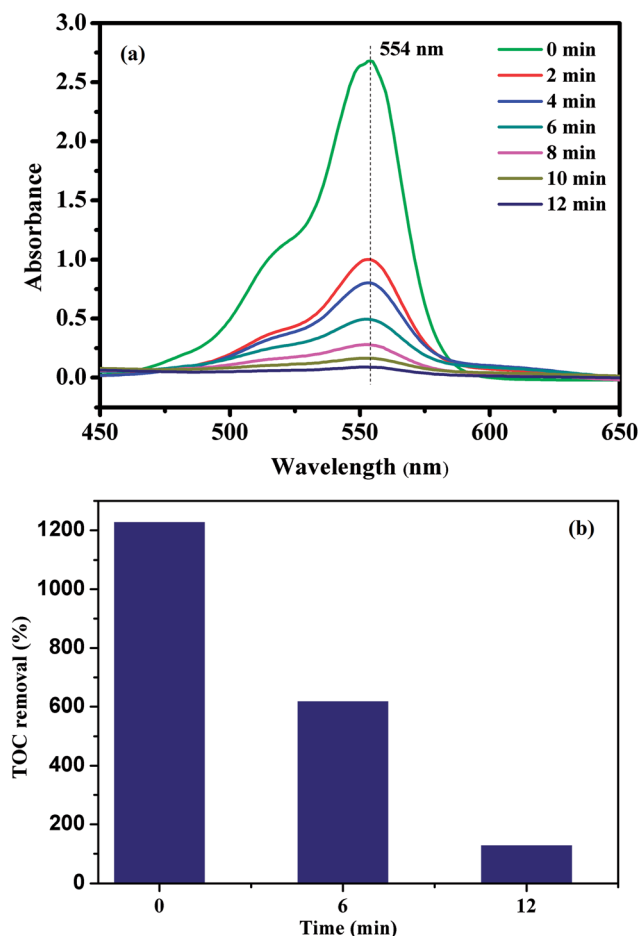 3.0
(a)
554 nm
0 min
2 min
4 min
6 min
8 min
10 min
12 min
2.5
2.0
1.5
1.0
0.5
0.0
Absorbance
450
500
550
600
650
Wavelength (nm)
(b)
1200
1000
800
600
400
200
0
TOC removal (%)
0
6
12
Time (min)